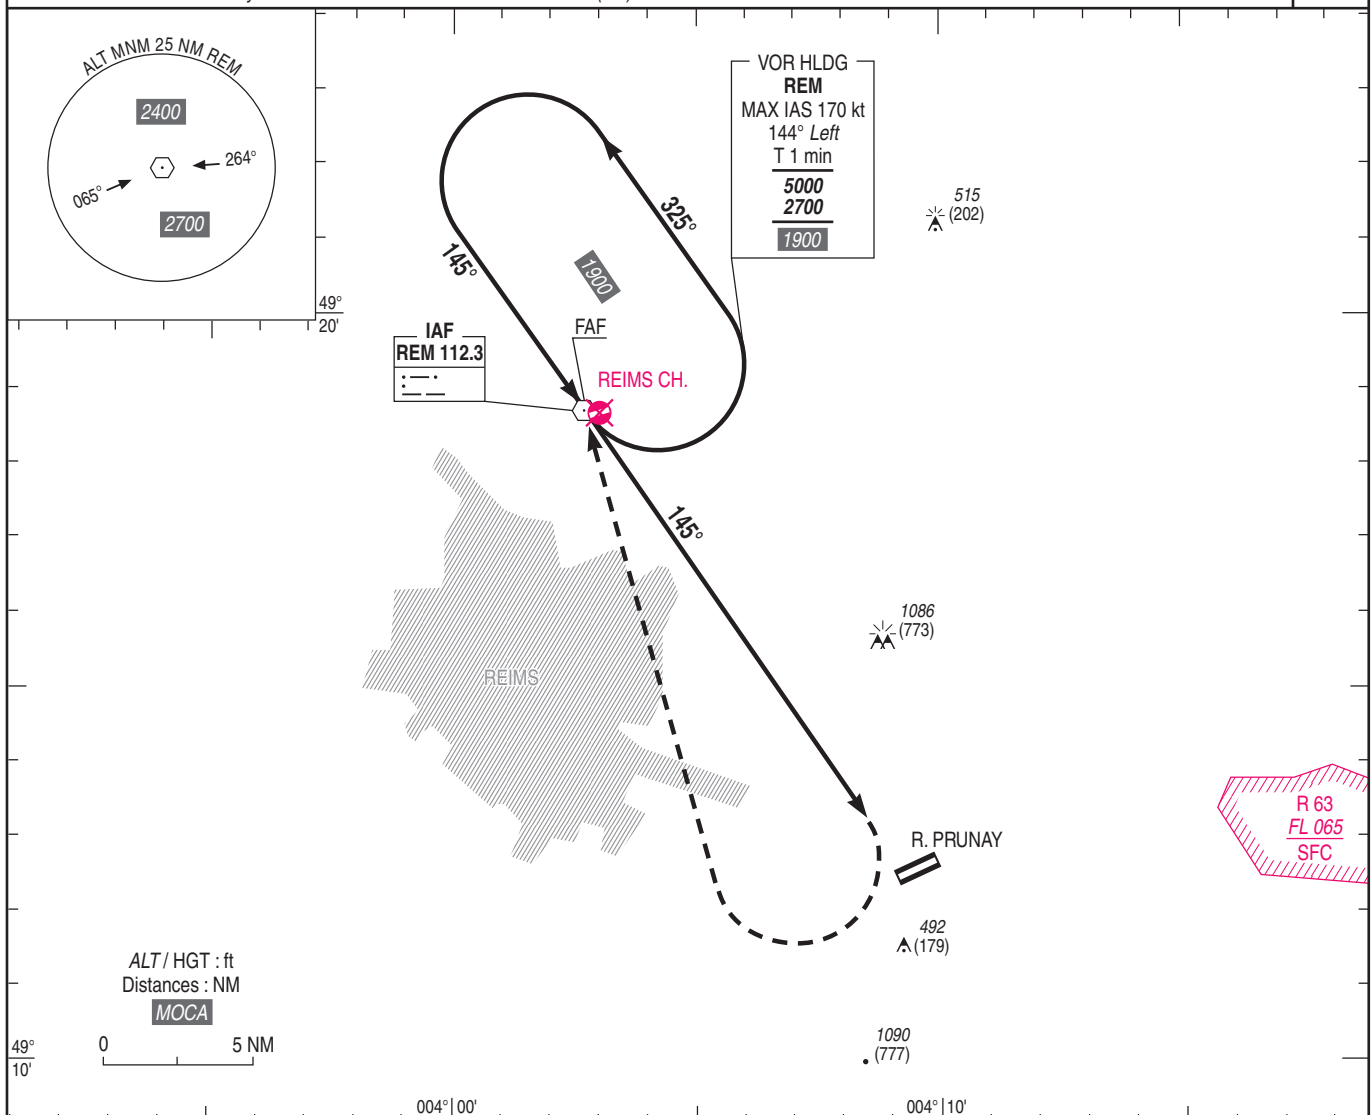 ALT MNM 25 NM REM
2400
264°
065°
2700
VOR HLDG
REM
MAX IAS 170 kt
144° Left
T 1 min
5000
2700
1900
515
(202)
325°
145°
1900
49°
20'
IAF
REM 112.3
FAF
REIMS CH.
145°
REIMS
1086
(773)
R 63
FL 065
SFC
R. PRUNAY
492
(179)
ALT / HGT : ft
Distances : NM
MOCA
0 5 NM
1090
(777)
49°
10'
004° 00'
004° 10'